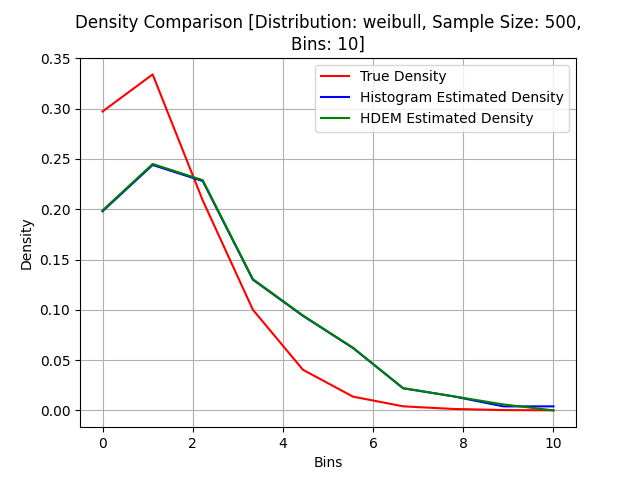 Density Comparison [Distribution: weibull, Sample Size: 500,
Bins: 10]
True Density
Histogram Estimated Density
HDEM Estimated Density
Density
0.35
0.30
0.25
0.20
0.15
0.10
0.05
0.00
0 2 4 6 8 10
Bins